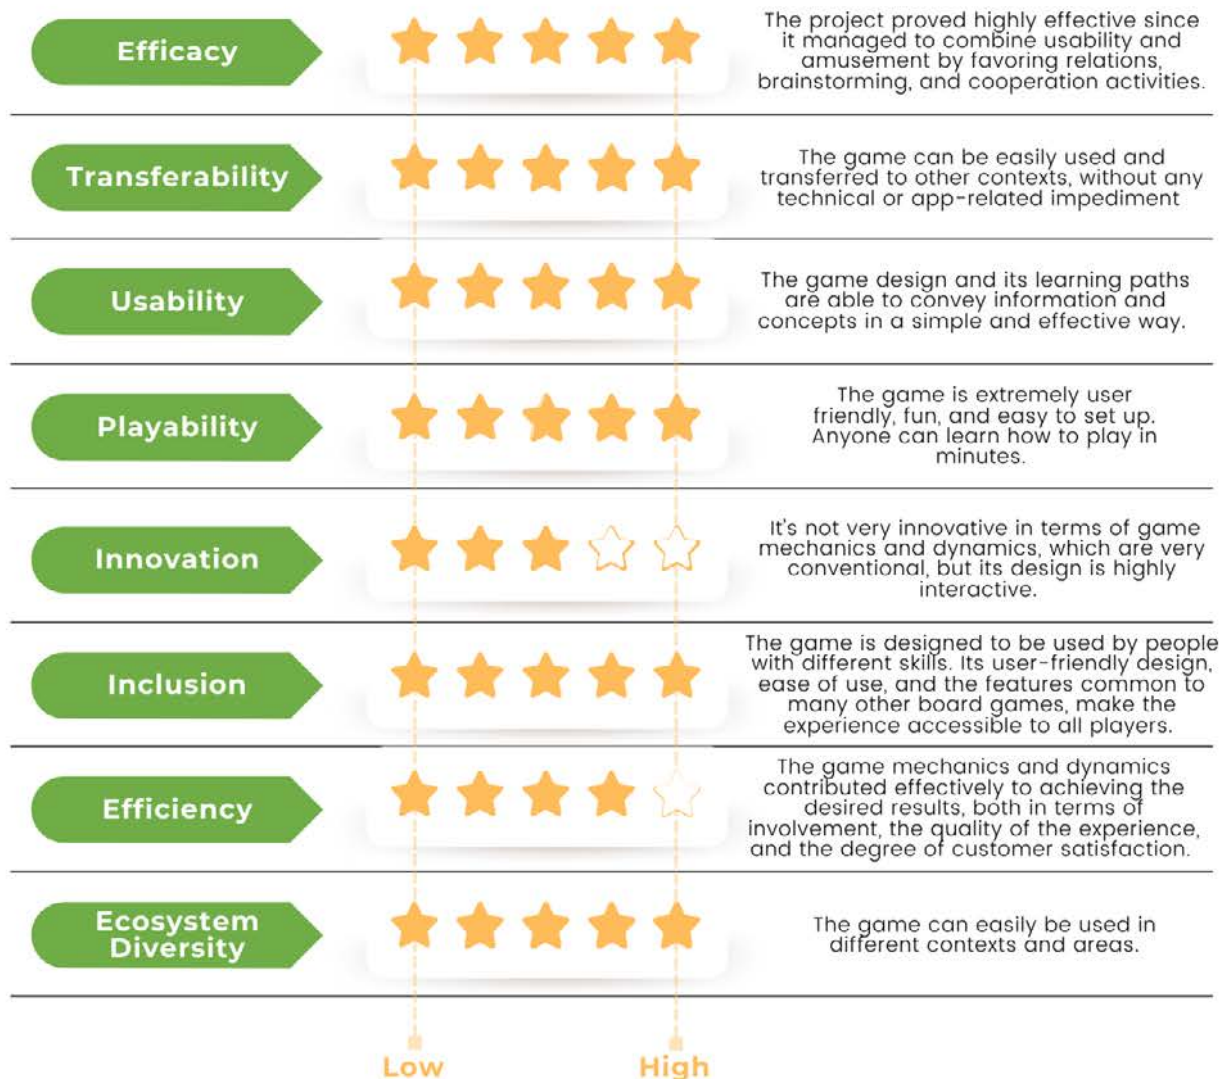 Efficacy
The project proved highly effective since
it managed to combine usability and
amusement by favoring relations,
brainstorming, and cooperation activities.
Transferability
The game can be easily used and
transferred to other contexts, without any
technical or app-related impediment
Usability
The game design and its learning paths
are able to convey information and
concepts in a simple and effective way.
Playability
The game is extremely user
friendly, fun, and easy to set up.
Anyone can learn how to play in
minutes.
Innovation
It's not very innovative in terms of game
mechanics and dynamics, which are very
conventional, but its design is highly
interactive.
Inclusion
The game is designed to be used by people
with different skills. Its user-friendly design,
ease of use, and the features common to
many other board games, make the
experience accessible to all players.
Efficiency
The game mechanics and dynamics
contributed effectively to achieving the
desired results, both in terms of
involvement, the quality of the experience,
and the degree of customer satisfaction.
Ecosystem
Diversity
The game can easily be used in
different contexts and areas.
Low
High